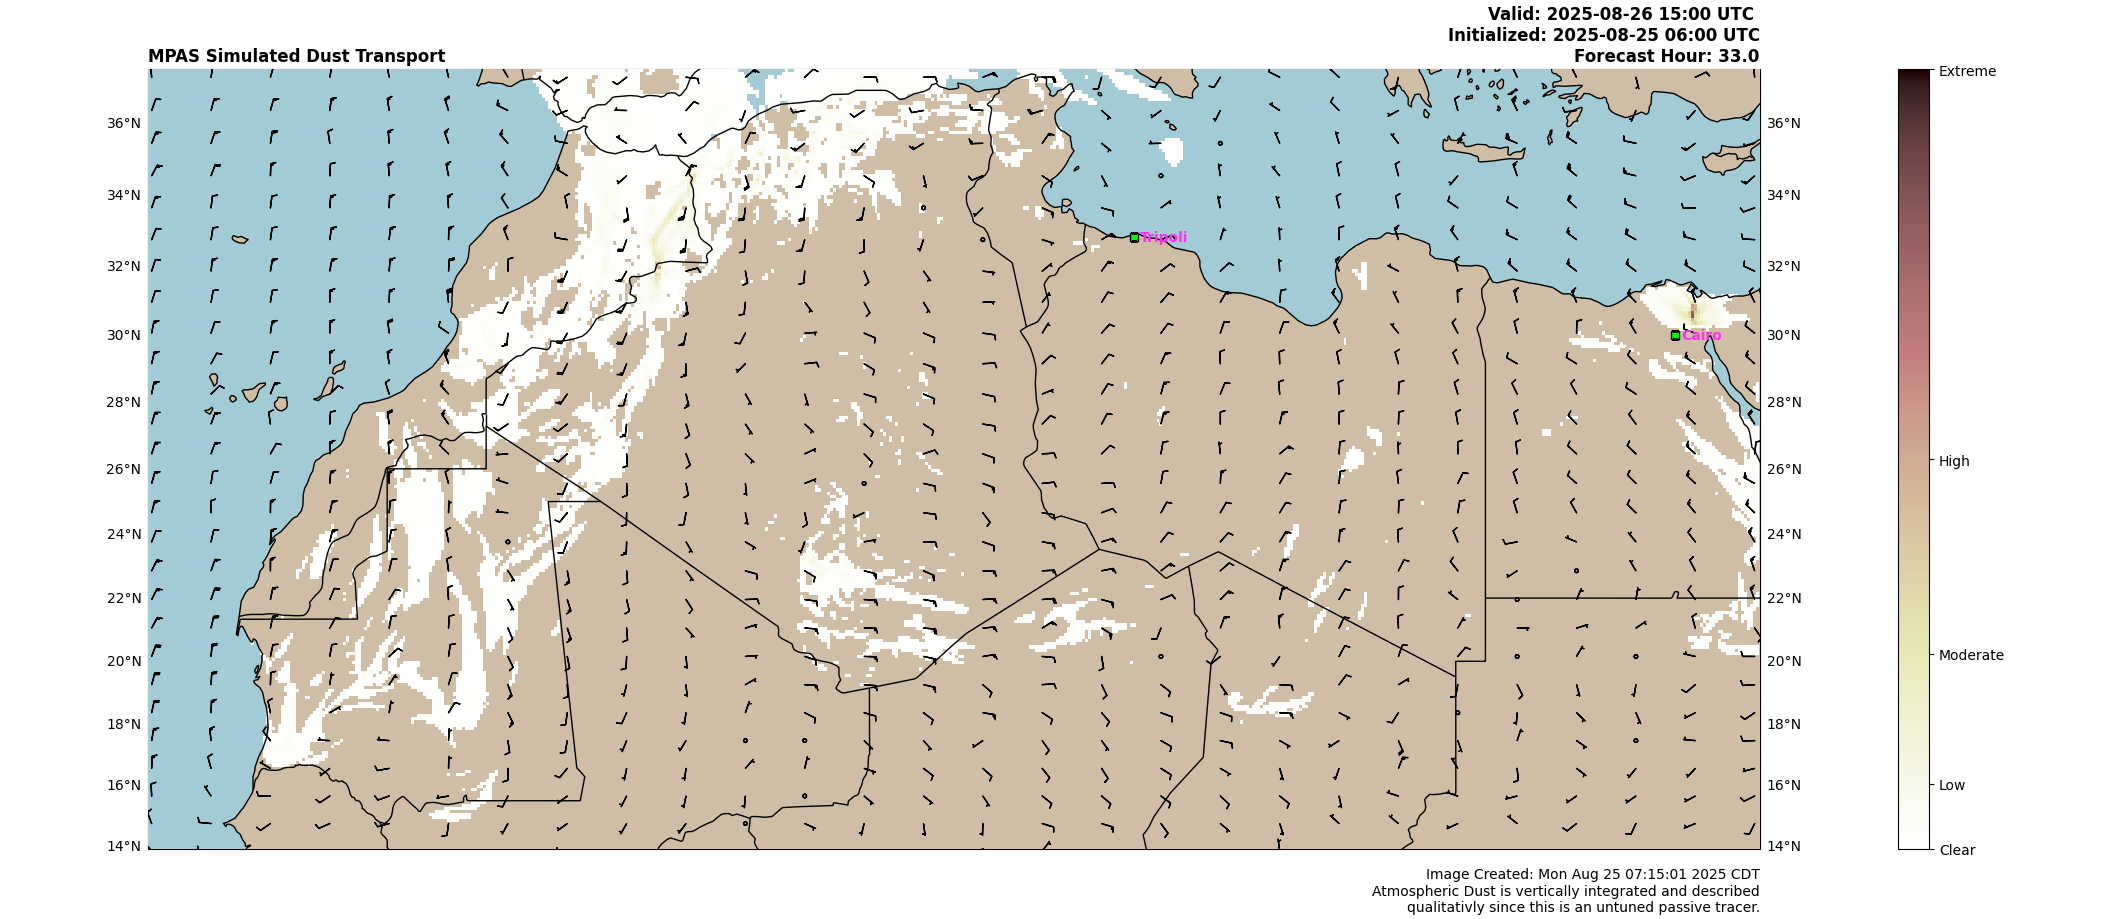 Valid: 2025-08-26 15:00 UTC
Initialized: 2025-08-25 06:00 UTC
MPAS Simulated Dust Transport
Forecast Hour: 33.0
Extreme
36°N
36°N
34°N
34°N
Tripoli
32°N
32°N
30°N
Cairo
30°N
28°N
28°N
26°N
26°N
High
24°N
24°N
22°N
22°N
20°N
20°N
Moderate
18°N
18°N
16°N
16°N
Low
14°N
14°N
Clear
Image Created: Mon Aug 25 07:15:01 2025 CDT
Atmospheric Dust is vertically integrated and described
qualitativly since this is an untuned passive tracer.